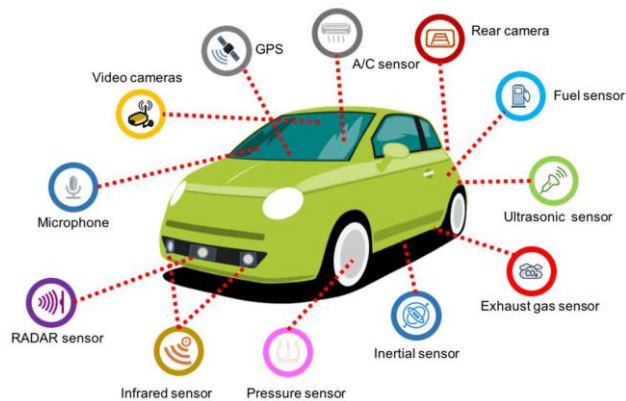 Rear camera
GPS
A/C sensor
Video cameras
Fuel sensor
Microphone
Ultrasonic sensor
CO₂
Exhaust gas sensor
RADAR sensor
Inertial sensor
Infrared sensor
Pressure sensor